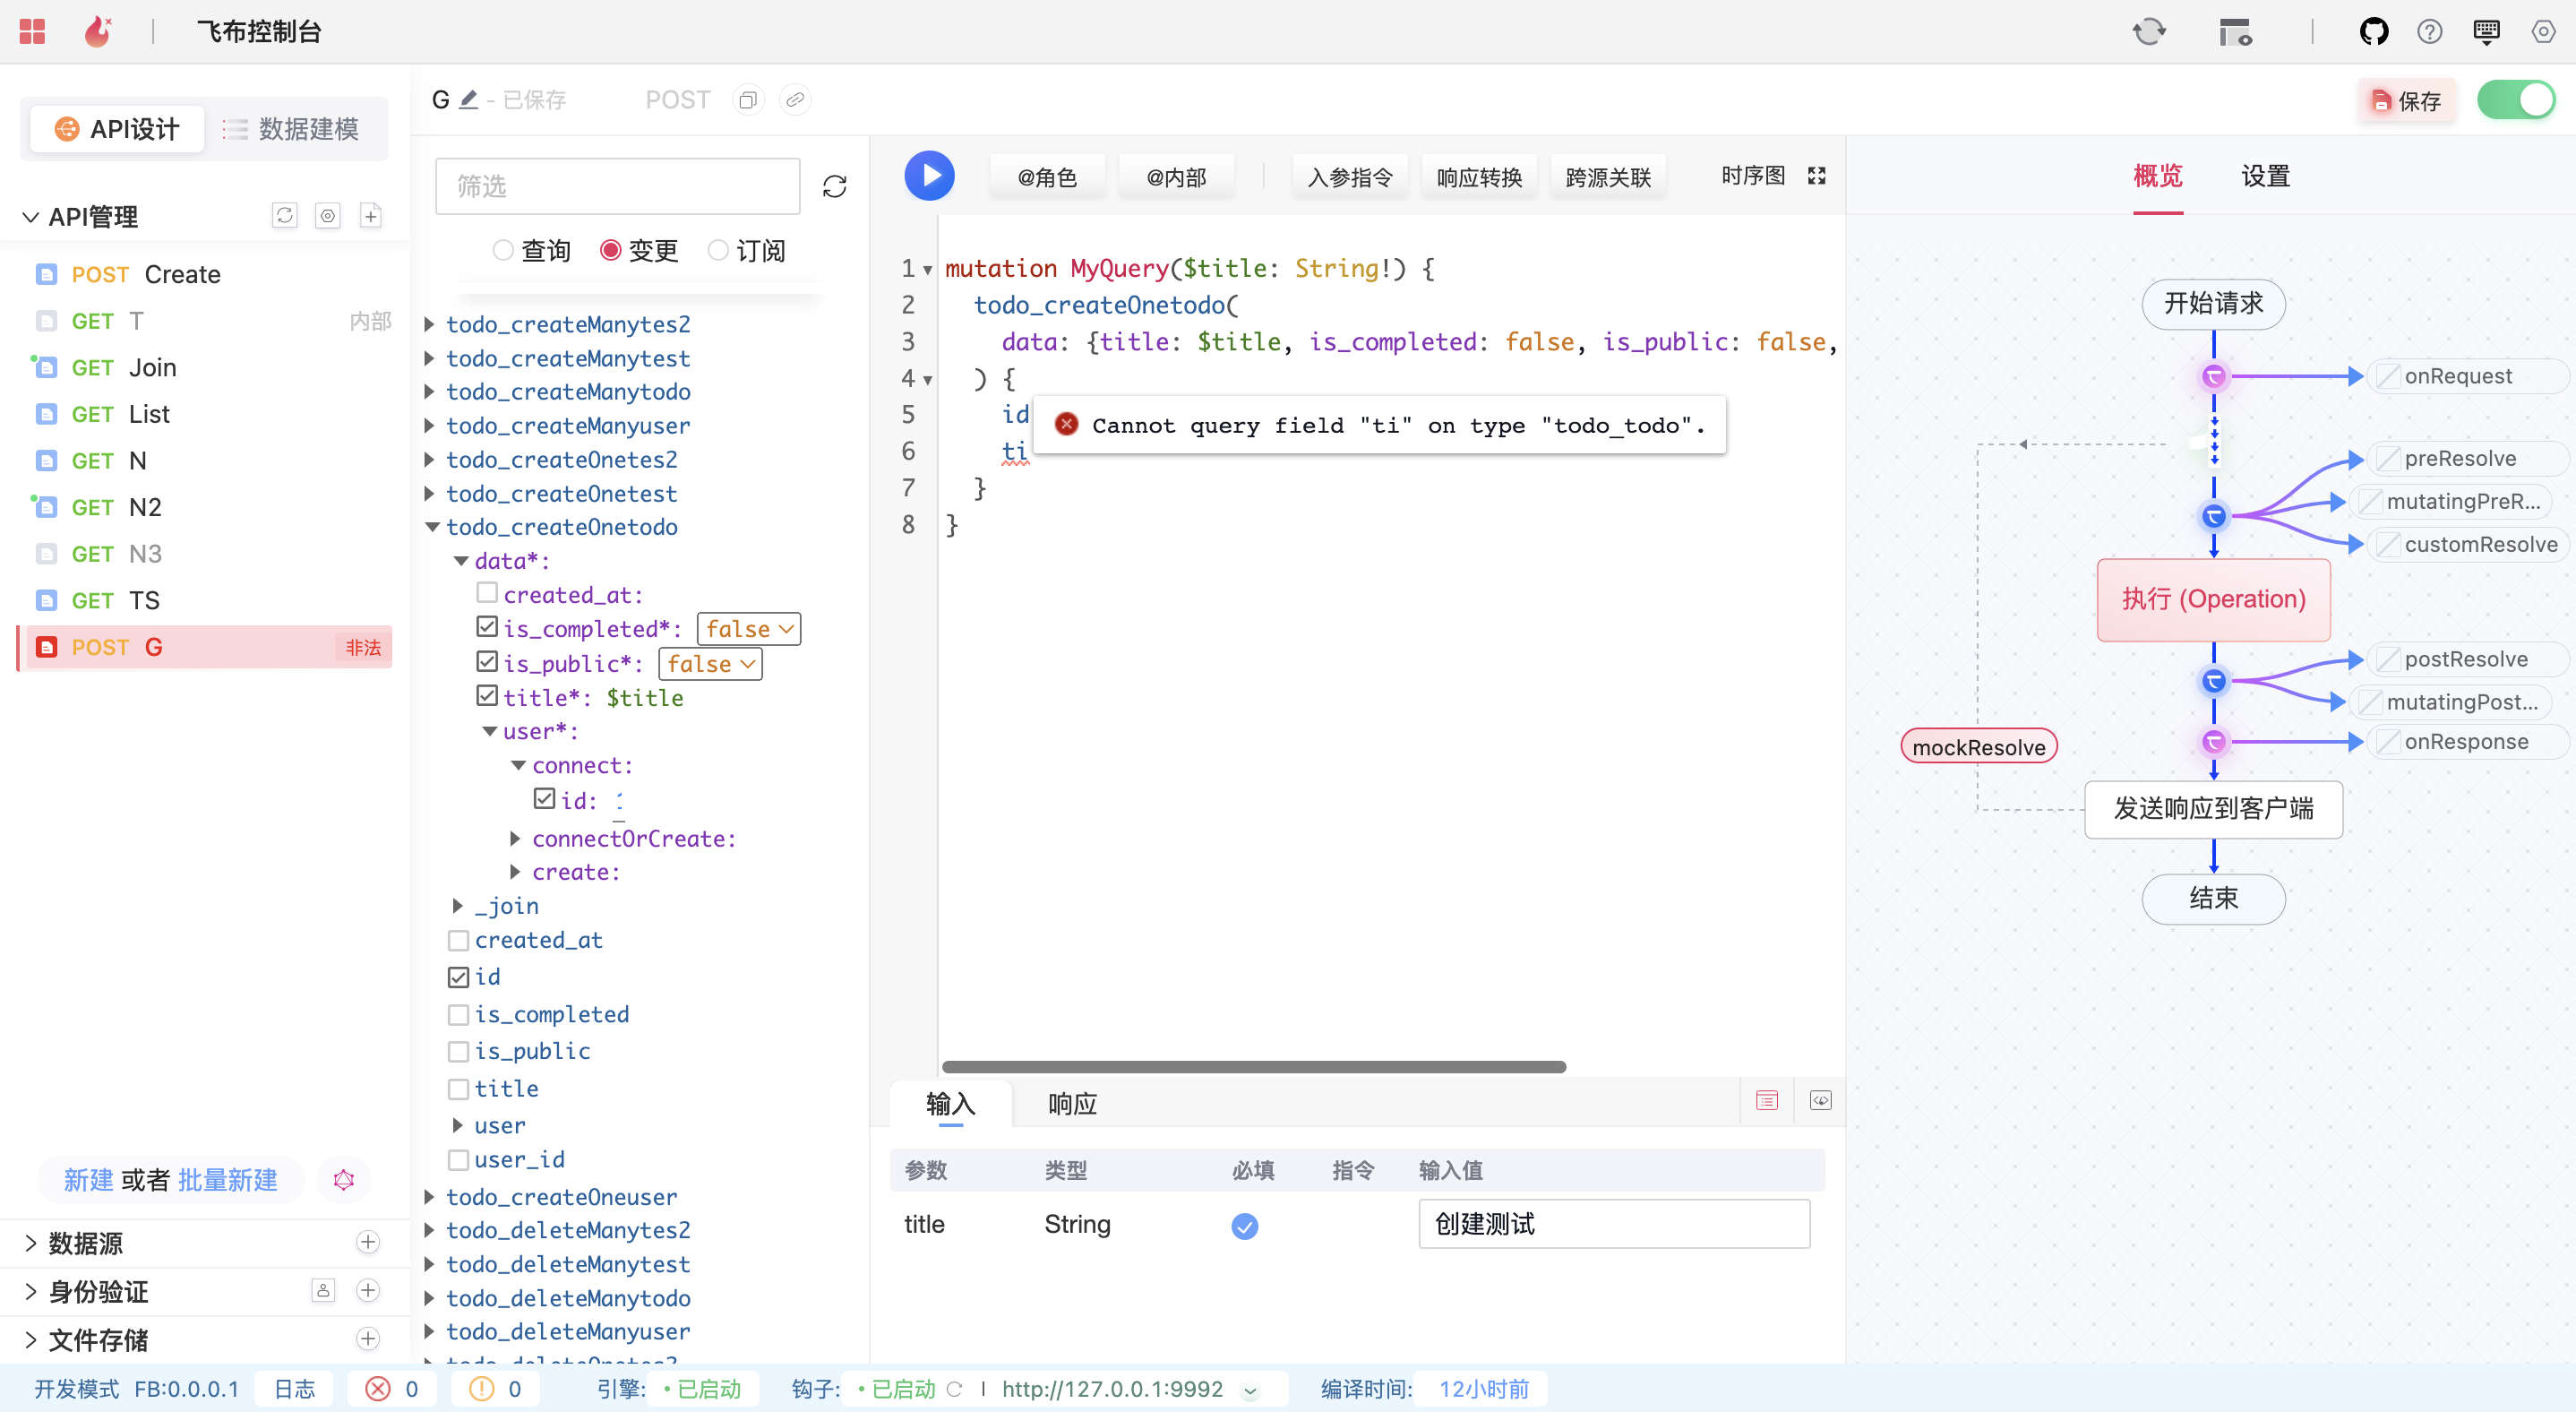 飞布控制台
API设计
数据建模
API管理
POST Create
GET T 内部
GET Join
GET List
GET N
GET N2
GET N3
GET TS
POST G 非法
新建 或者 批量新建
数据源
身份验证
文件存储
G - 已保存 POST
保存
筛选
查询 变更 订阅
todo_createManytes2
todo_createManytest
todo_createManytodo
todo_createManyuser
todo_createOnetes2
todo_createOnetest
todo_createOnetodo
data*:
created_at:
is_completed*: false
is_public*: false
title*: $title
user*:
connect:
id:
connectOrCreate:
create:
_join
created_at
id
is_completed
is_public
title
user
user_id
todo_createOneuser
todo_deleteManytes2
todo_deleteManytest
todo_deleteManytodo
todo_deleteManyuser
@角色 @内部 入参指令 响应转换 跨源关联 时序图
1 mutation MyQuery($title: String!) {
2 todo_createOnetodo(
3 data: {title: $title, is_completed: false, is_public: false,
4 ) {
5 id
Cannot query field "ti" on type "todo_todo".
6 ti
7 }
8 }
输入 响应
参数 类型 必填 指令 输入值
title String 创建测试
概览 设置
开始请求
onRequest
preResolve
mutatingPreR...
customResolve
执行 (Operation)
postResolve
mutatingPost...
onResponse
mockResolve
发送响应到客户端
结束
开发模式 FB:0.0.0.1 日志 0 0 引擎: 已启动 钩子: 已启动 http://127.0.0.1:9992 编译时间: 12小时前